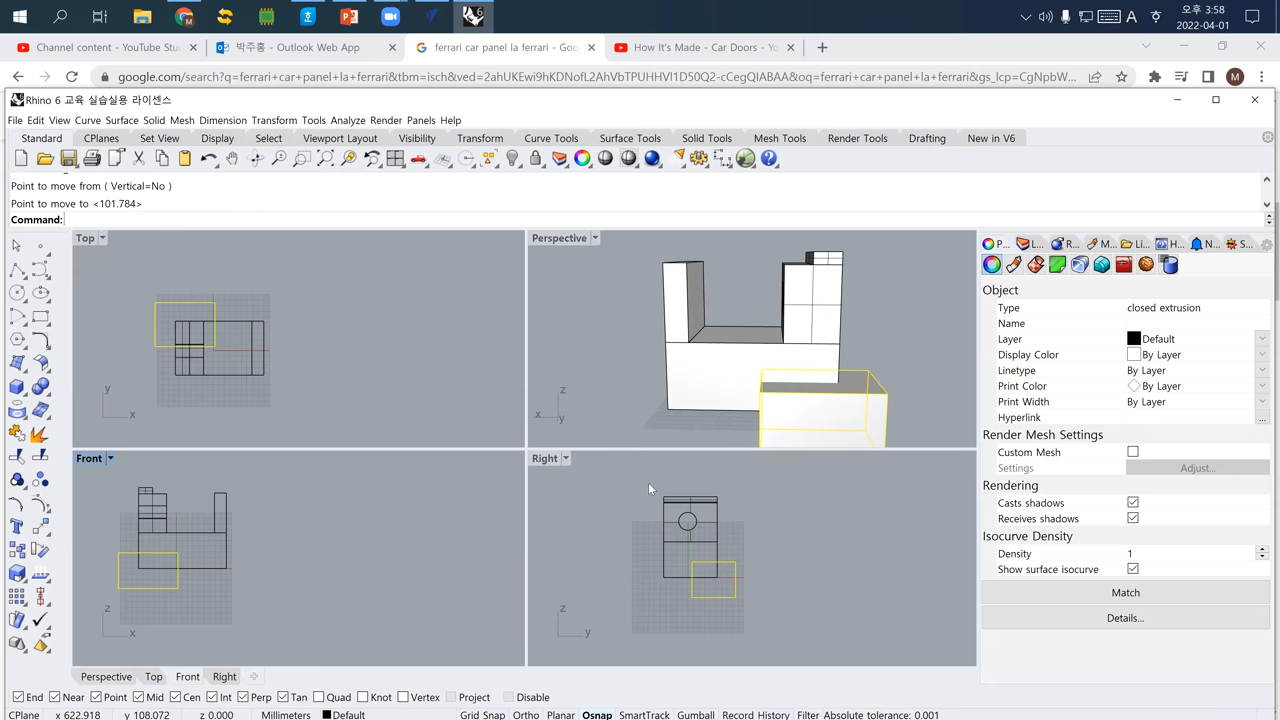 오후 3:58
2022-04-01
A
Channel content - YouTube Stu
박주홍 - Outlook Web App
ferrari car panel la ferrari - Goo
How It's Made - Car Doors - Yo
google.com/search?q=ferrari+car+panel+la+ferrari&tbm=isch&ved=2ahUKEwi9hKDNofL2AhVbTPUHHVl1D50Q2-cCegQIABAA&oq=ferrari+car+panel+la+ferrari&gs_lcp=CgNpbW...
M
Rhino 6 교육 실습실용 라이센스
File Edit View Curve Surface Solid Mesh Dimension Transform Tools Analyze Render Panels Help
Standard CPlanes Set View Display Select Viewport Layout Visibility Transform Curve Tools Surface Tools Solid Tools Mesh Tools Render Tools Drafting New in V6
Point to move from ( Vertical=No )
Point to move to <101.784>
Command:
Top
Perspective
P... L... R... M... Li... H... N... S...
Object
Type closed extrusion
Name
Layer Default
Display Color By Layer
Linetype By Layer
Print Color By Layer
Print Width By Layer
Hyperlink ...
Render Mesh Settings
Custom Mesh
Settings Adjust...
Rendering
Casts shadows
Receives shadows
Isocurve Density
Density 1
Show surface isocurve
Match
Details...
y
x
z
x y
Front
Right
z
x
z
y
Perspective Top Front Right
End Near Point Mid Cen Int Perp Tan Quad Knot Vertex Project Disable
CPlane x 622.918 y 108.072 z 0.000 Millimeters Default Grid Snap Ortho Planar Osnap SmartTrack Gumball Record History Filter Absolute tolerance: 0.001